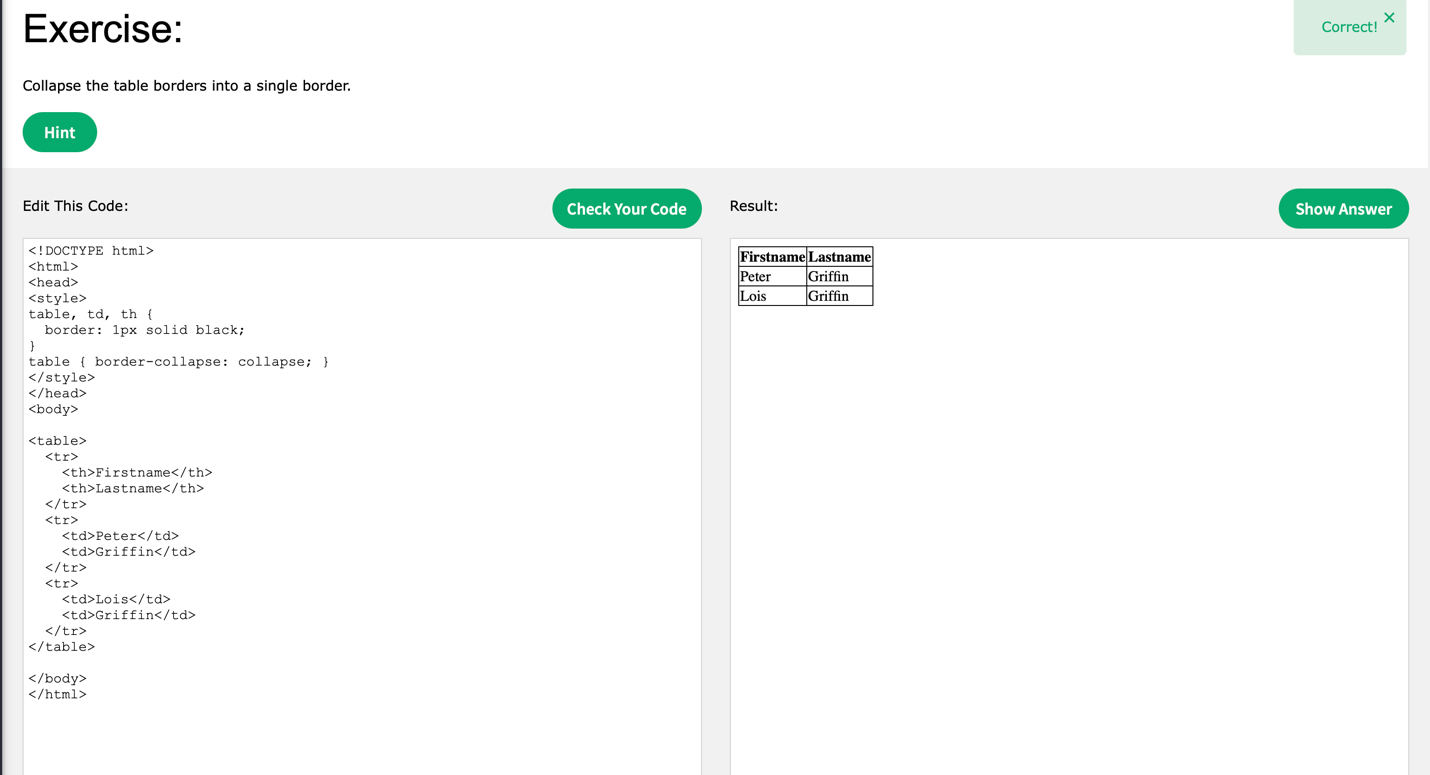 Exercise:
Correct! ×
Collapse the table borders into a single border.
Hint
Edit This Code:
Check Your Code
<!DOCTYPE html>
<html>
<head>
<style>
table, td, th {
  border: 1px solid black;
}
table { border-collapse: collapse; }
</style>
</head>
<body>

<table>
  <tr>
    <th>Firstname</th>
    <th>Lastname</th>
  </tr>
  <tr>
    <td>Peter</td>
    <td>Griffin</td>
  </tr>
  <tr>
    <td>Lois</td>
    <td>Griffin</td>
  </tr>
</table>

</body>
</html>
Result:
Show Answer
Firstname Lastname
Peter Griffin
Lois Griffin